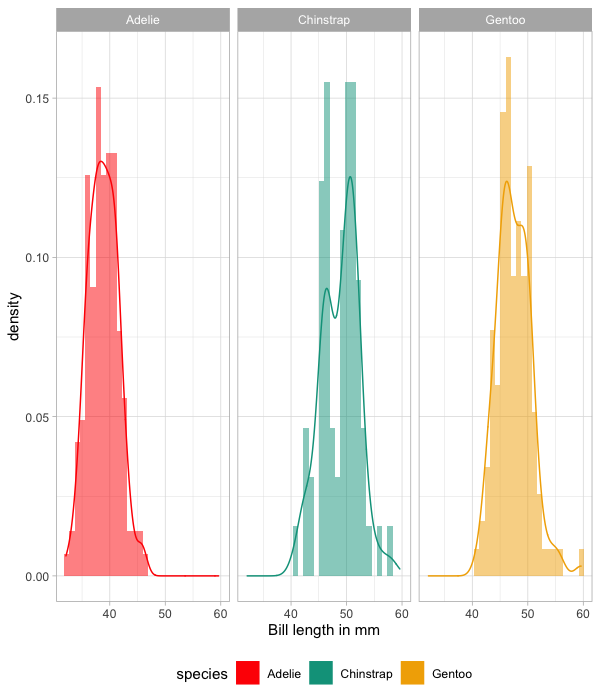 Adelie Chinstrap Gentoo
density
0.15
0.10
0.05
0.00
40 50 60 40 50 60 40 50 60
Bill length in mm
species Adelie Chinstrap Gentoo